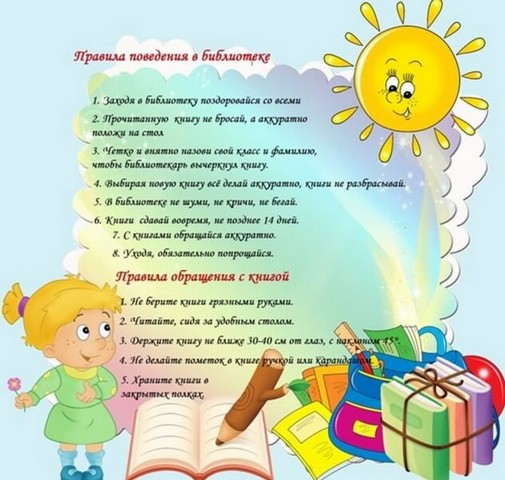 Правила поведения в библиотеке
1. Заходя в библиотеку поздоровайся со всеми
2. Прочитанную книгу не бросай, а аккуратно
положи на стол
3. Четко и внятно назови свой класс и фамилию,
чтобы библиотекарь вычеркнул книгу.
4. Выбирая новую книгу всё делай аккуратно, книги не разбрасывай.
5. В библиотеке не шуми, не кричи, не бегай.
6. Книги сдавай вовремя, не позднее 14 дней.
7. С книгами обращайся аккуратно.
8. Уходя, обязательно попрощайся.
Правила обращения с книгой
1. Не берите книги грязными руками.
2. Читайте, сидя за удобным столом.
3. Держите книгу не ближе 30-40 см от глаз, с наклоном 45°.
4. Не делайте пометок в книге ручкой или карандашом.
5. Храните книги в
закрытых полках.